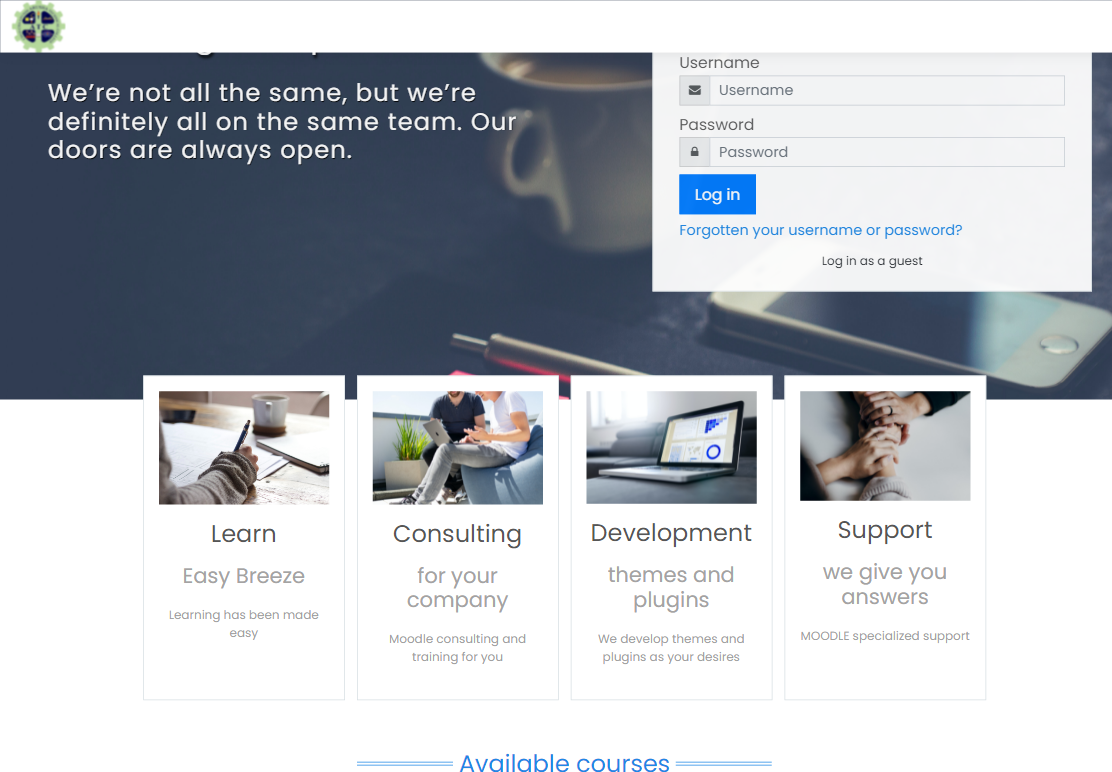 We’re not all the same, but we’re
definitely all on the same team. Our
doors are always open.
Username
Username
Password
Password
Log in
Forgotten your username or password?
Log in as a guest
Learn
Easy Breeze
Learning has been made
easy
Consulting
for your
company
Moodle consulting and
training for you
Development
themes and
plugins
We develop themes and
plugins as your desires
Support
we give you
answers
MOODLE specialized support
Available courses